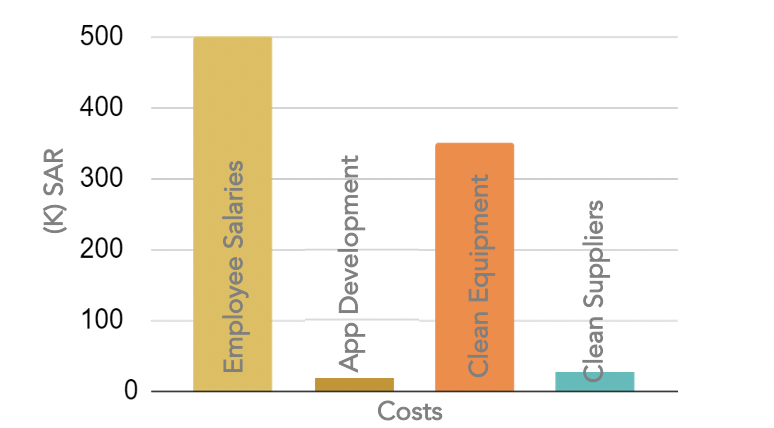 500
400
300
200
100
0
(K) SAR
Employee Salaries
App Development
Clean Equipment
Clean Suppliers
Costs